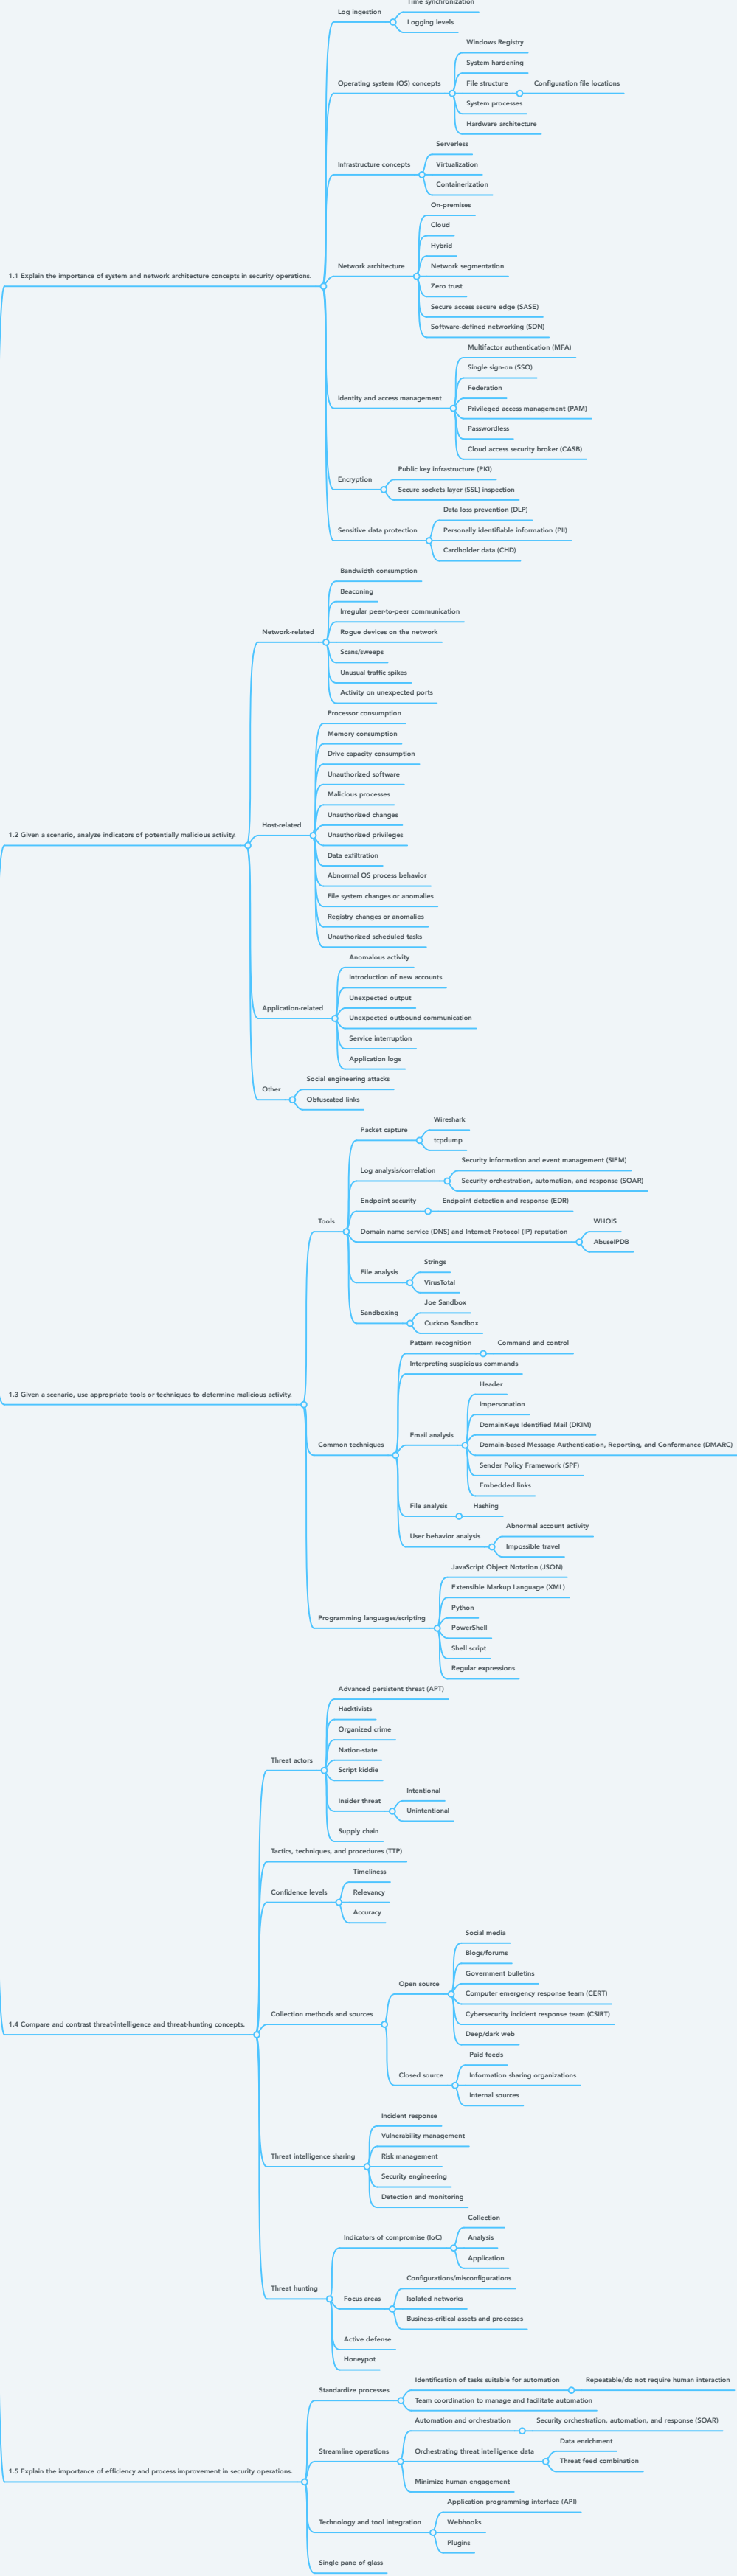 Time synchronization
Log ingestion
Logging levels
Windows Registry
System hardening
Operating system (OS) concepts
File structure
Configuration file locations
System processes
Hardware architecture
Serverless
Infrastructure concepts
Virtualization
Containerization
On-premises
Cloud
Hybrid
1.1 Explain the importance of system and network architecture concepts in security operations.
Network architecture
Network segmentation
Zero trust
Secure access secure edge (SASE)
Software-defined networking (SDN)
Multifactor authentication (MFA)
Single sign-on (SSO)
Federation
Identity and access management
Privileged access management (PAM)
Passwordless
Cloud access security broker (CASB)
Public key infrastructure (PKI)
Encryption
Secure sockets layer (SSL) inspection
Data loss prevention (DLP)
Sensitive data protection
Personally identifiable information (PII)
Cardholder data (CHD)
Bandwidth consumption
Beaconing
Irregular peer-to-peer communication
Network-related
Rogue devices on the network
Scans/sweeps
Unusual traffic spikes
Activity on unexpected ports
Processor consumption
Memory consumption
Drive capacity consumption
Unauthorized software
Malicious processes
Unauthorized changes
1.2 Given a scenario, analyze indicators of potentially malicious activity.
Host-related
Unauthorized privileges
Data exfiltration
Abnormal OS process behavior
File system changes or anomalies
Registry changes or anomalies
Unauthorized scheduled tasks
Anomalous activity
Introduction of new accounts
Unexpected output
Application-related
Unexpected outbound communication
Service interruption
Application logs
Social engineering attacks
Other
Obfuscated links
Wireshark
Packet capture
tcpdump
Security information and event management (SIEM)
Log analysis/correlation
Security orchestration, automation, and response (SOAR)
Endpoint security
Endpoint detection and response (EDR)
Tools
WHOIS
Domain name service (DNS) and Internet Protocol (IP) reputation
AbuseIPDB
Strings
File analysis
VirusTotal
Joe Sandbox
Sandboxing
Cuckoo Sandbox
Pattern recognition
Command and control
Interpreting suspicious commands
1.3 Given a scenario, use appropriate tools or techniques to determine malicious activity.
Header
Impersonation
DomainKeys Identified Mail (DKIM)
Common techniques
Email analysis
Domain-based Message Authentication, Reporting, and Conformance (DMARC)
Sender Policy Framework (SPF)
Embedded links
File analysis
Hashing
Abnormal account activity
User behavior analysis
Impossible travel
JavaScript Object Notation (JSON)
Extensible Markup Language (XML)
Python
Programming languages/scripting
PowerShell
Shell script
Regular expressions
Advanced persistent threat (APT)
Hacktivists
Organized crime
Nation-state
Threat actors
Script kiddie
Intentional
Insider threat
Unintentional
Supply chain
Tactics, techniques, and procedures (TTP)
Timeliness
Confidence levels
Relevancy
Accuracy
Social media
Blogs/forums
Open source
Government bulletins
Computer emergency response team (CERT)
Cybersecurity incident response team (CSIRT)
Deep/dark web
1.4 Compare and contrast threat-intelligence and threat-hunting concepts.
Collection methods and sources
Paid feeds
Closed source
Information sharing organizations
Internal sources
Incident response
Vulnerability management
Threat intelligence sharing
Risk management
Security engineering
Detection and monitoring
Collection
Indicators of compromise (IoC)
Analysis
Application
Threat hunting
Configurations/misconfigurations
Focus areas
Isolated networks
Business-critical assets and processes
Active defense
Honeypot
Identification of tasks suitable for automation
Repeatable/do not require human interaction
Standardize processes
Team coordination to manage and facilitate automation
Automation and orchestration
Security orchestration, automation, and response (SOAR)
Streamline operations
Data enrichment
Orchestrating threat intelligence data
Threat feed combination
1.5 Explain the importance of efficiency and process improvement in security operations.
Minimize human engagement
Application programming interface (API)
Technology and tool integration
Webhooks
Plugins
Single pane of glass